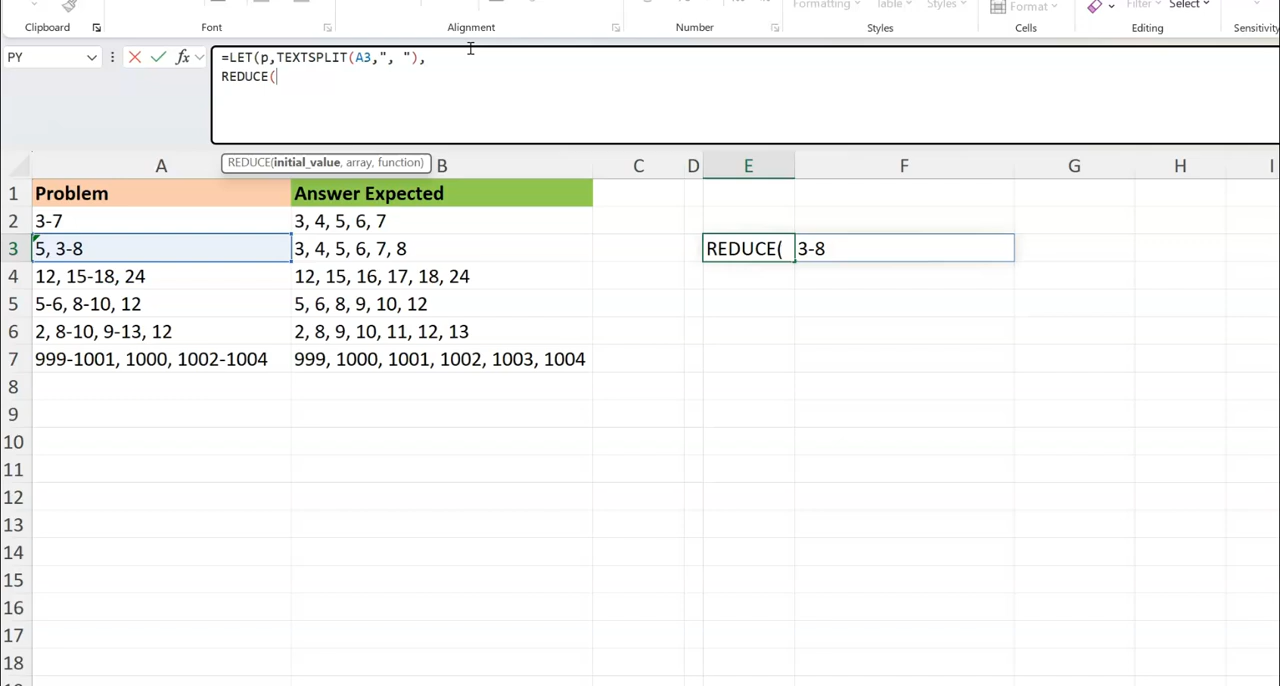 Formatting Table Styles Format Filter Select
Clipboard Font Alignment Number Styles Cells Editing Sensitivity
PY fx =LET(p,TEXTSPLIT(A3,", "),
REDUCE(
REDUCE(initial_value, array, function)
A B C D E F G H I
1 Problem Answer Expected
2 3-7 3, 4, 5, 6, 7
3 5, 3-8 3, 4, 5, 6, 7, 8 REDUCE( 3-8
4 12, 15-18, 24 12, 15, 16, 17, 18, 24
5 5-6, 8-10, 12 5, 6, 8, 9, 10, 12
6 2, 8-10, 9-13, 12 2, 8, 9, 10, 11, 12, 13
7 999-1001, 1000, 1002-1004 999, 1000, 1001, 1002, 1003, 1004
8
9
10
11
12
13
14
15
16
17
18